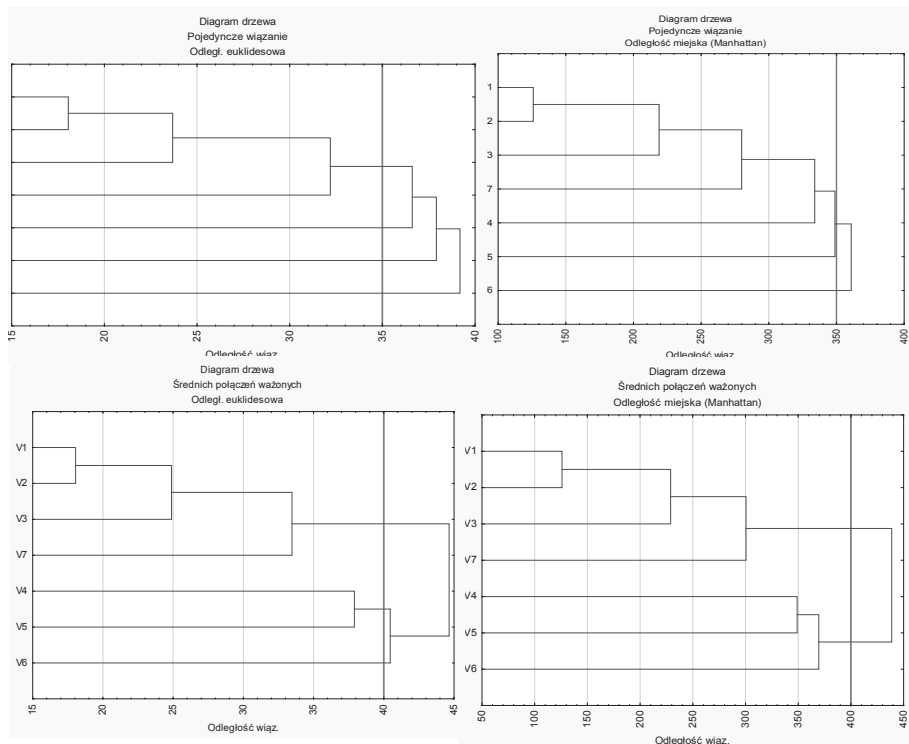 Diagram drzewa
Pojedyncze wiązanie
Odległ. euklidesowa
15 20 25 30 35 40
Odległość wiąz.
Diagram drzewa
Pojedyncze wiązanie
Odległość miejska (Manhattan)
1
2
3
7
4
5
6
100 150 200 250 300 350 400
Odległość wiąz.
Diagram drzewa
Średnich połączeń ważonych
Odległ. euklidesowa
V1
V2
V3
V7
V4
V5
V6
15 20 25 30 35 40 45
Odległość wiąz.
Diagram drzewa
Średnich połączeń ważonych
Odległość miejska (Manhattan)
V1
V2
V3
V7
V4
V5
V6
50 100 150 200 250 300 350 400 450
Odległość wiąz.